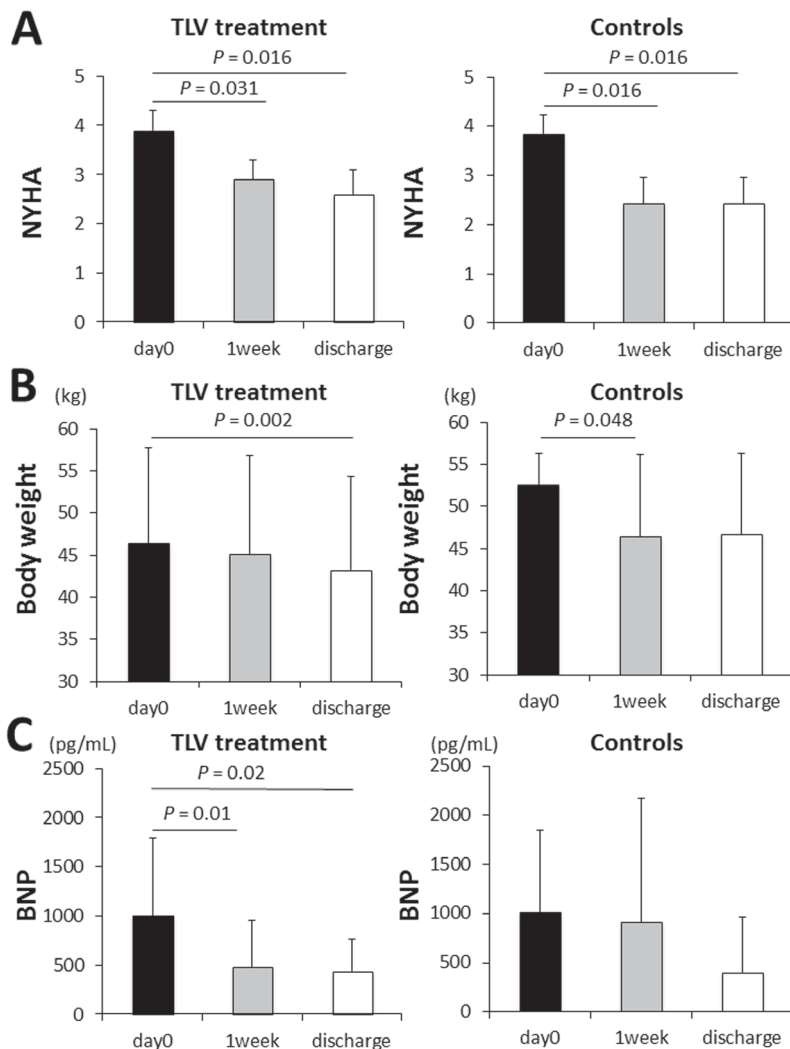 A
TLV treatment
Controls
P = 0.016
P = 0.031
5
4
3
2
1
0
NYHA
day0 1week discharge
P = 0.016
P = 0.016
5
4
3
2
1
0
NYHA
day0 1week discharge
B
(kg)
TLV treatment
(kg)
Controls
P = 0.002
60
55
50
45
40
35
30
Body weight
day0 1week discharge
P = 0.048
60
55
50
45
40
35
30
Body weight
day0 1week discharge
C
(pg/mL)
TLV treatment
(pg/mL)
Controls
P = 0.02
P = 0.01
2500
2000
1500
1000
500
0
BNP
day0 1week discharge
2500
2000
1500
1000
500
0
BNP
day0 1week discharge